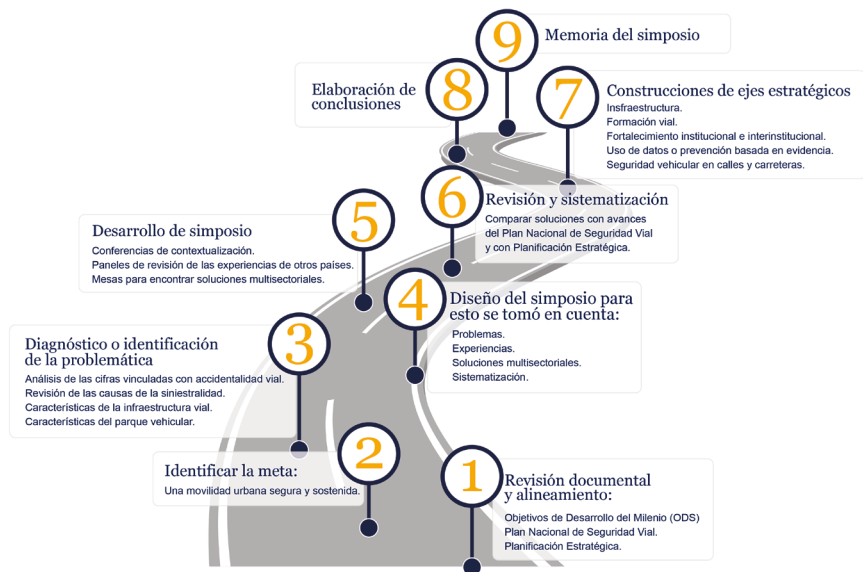 9
Memoria del simposio
8
Elaboración de
conclusiones
7
Construcciones de ejes estratégicos
Insfraestructura.
Formación vial.
Fortalecimiento institucional e interinstitucional.
Uso de datos o prevención basada en evidencia.
Seguridad vehicular en calles y carreteras.
6
Revisión y sistematización
Comparar soluciones con avances
del Plan Nacional de Seguridad Vial
y con Planificación Estratégica.
5
Desarrollo de simposio
Conferencias de contextualización.
Paneles de revisión de las experiencias de otros países.
Mesas para encontrar soluciones multisectoriales.
4
Diseño del simposio para
esto se tomó en cuenta:
Problemas.
Experiencias.
Soluciones multisectoriales.
Sistematización.
3
Diagnóstico o identificación
de la problemática
Análisis de las cifras vinculadas con accidentalidad vial.
Revisión de las causas de la siniestralidad.
Características de la infraestructura vial.
Características del parque vehicular.
2
Identificar la meta:
Una movilidad urbana segura y sostenida.
1
Revisión documental
y alineamiento:
Objetivos de Desarrollo del Milenio (ODS)
Plan Nacional de Seguridad Vial.
Planificación Estratégica.